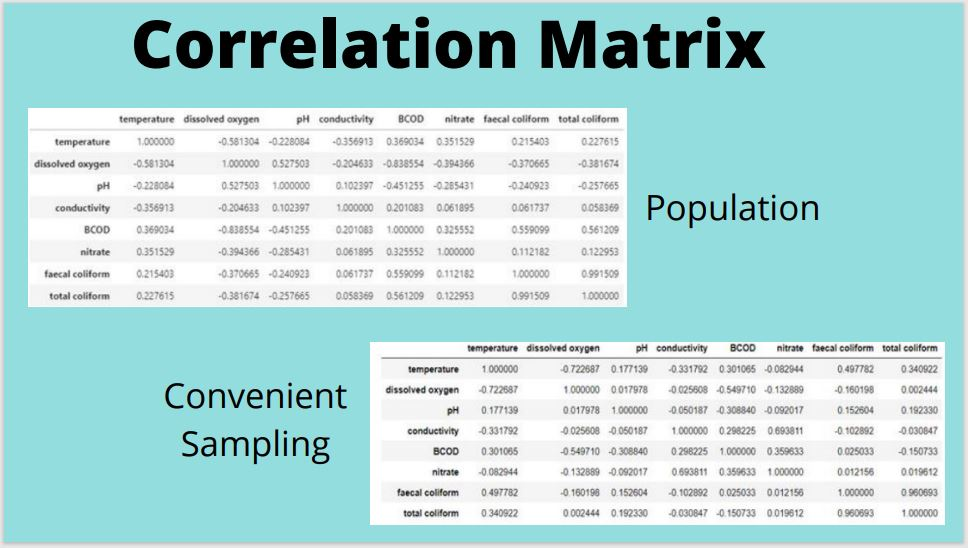 Correlation Matrix
temperature dissolved oxygen pH conductivity BCOD nitrate faecal coliform total coliform
temperature 1.000000 -0.581304 -0.228084 -0.356913 0.369034 0.351529 0.215403 0.227615
dissolved oxygen -0.581304 1.000000 0.527503 -0.204633 -0.838554 -0.394366 -0.370665 -0.381674
pH -0.228084 0.527503 1.000000 0.102397 -0.451255 -0.285431 -0.240923 -0.257665
conductivity -0.356913 -0.204633 0.102397 1.000000 0.201083 0.061895 0.061737 0.058369
BCOD 0.369034 -0.838554 -0.451255 0.201083 1.000000 0.325552 0.559099 0.561209
nitrate 0.351529 -0.394366 -0.285431 0.061895 0.325552 1.000000 0.112182 0.122953
faecal coliform 0.215403 -0.370665 -0.240923 0.061737 0.559099 0.112182 1.000000 0.991509
total coliform 0.227615 -0.381674 -0.257665 0.058369 0.561209 0.122953 0.991509 1.000000
Population
Convenient
Sampling
temperature dissolved oxygen pH conductivity BCOD nitrate faecal coliform total coliform
temperature 1.000000 -0.722687 0.177139 -0.331792 0.301065 -0.082944 0.497782 0.340922
dissolved oxygen -0.722687 1.000000 0.017978 -0.025608 -0.549710 -0.132889 -0.160198 0.002444
pH 0.177139 0.017978 1.000000 -0.050187 -0.308840 -0.092017 0.152604 0.192330
conductivity -0.331792 -0.025608 -0.050187 1.000000 0.298225 0.693811 -0.102892 -0.030847
BCOD 0.301065 -0.549710 -0.308840 0.298225 1.000000 0.359633 0.025033 -0.150733
nitrate -0.082944 -0.132889 -0.092017 0.693811 0.359633 1.000000 0.012156 0.019612
faecal coliform 0.497782 -0.160198 0.152604 -0.102892 0.025033 0.012156 1.000000 0.960693
total coliform 0.340922 0.002444 0.192330 -0.030847 -0.150733 0.019612 0.960693 1.000000